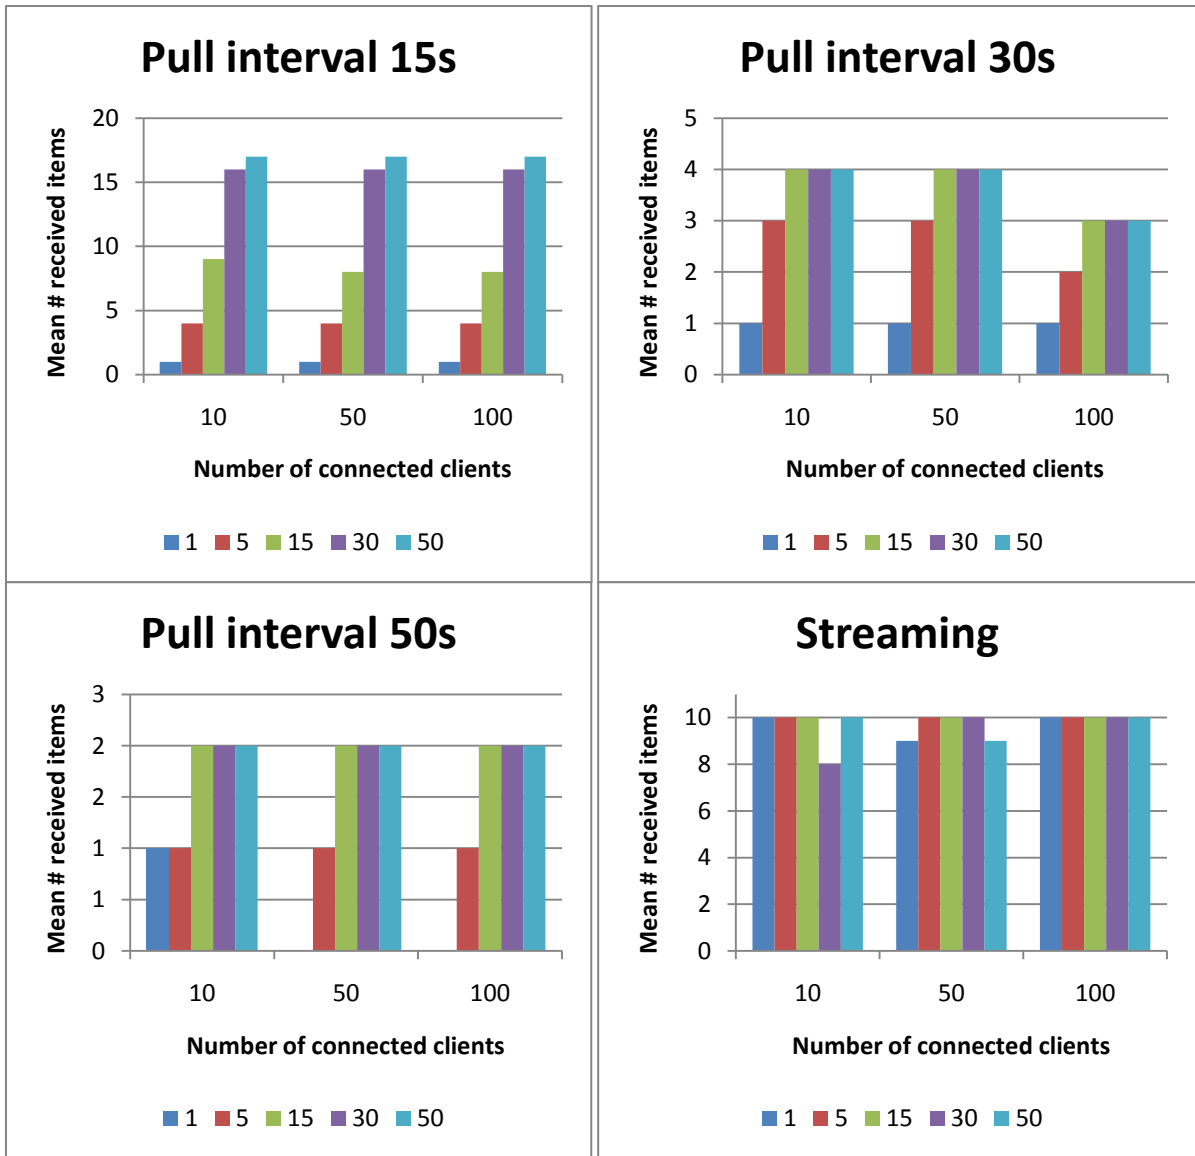 Pull interval 15s
Mean # received items
20
15
10
5
0
10 50 100
Number of connected clients
1 5 15 30 50
Pull interval 30s
Mean # received items
5
4
3
2
1
0
10 50 100
Number of connected clients
1 5 15 30 50
Pull interval 50s
Mean # received items
3
2
2
1
1
0
10 50 100
Number of connected clients
1 5 15 30 50
Streaming
Mean # received items
10
8
6
4
2
0
10 50 100
Number of connected clients
1 5 15 30 50